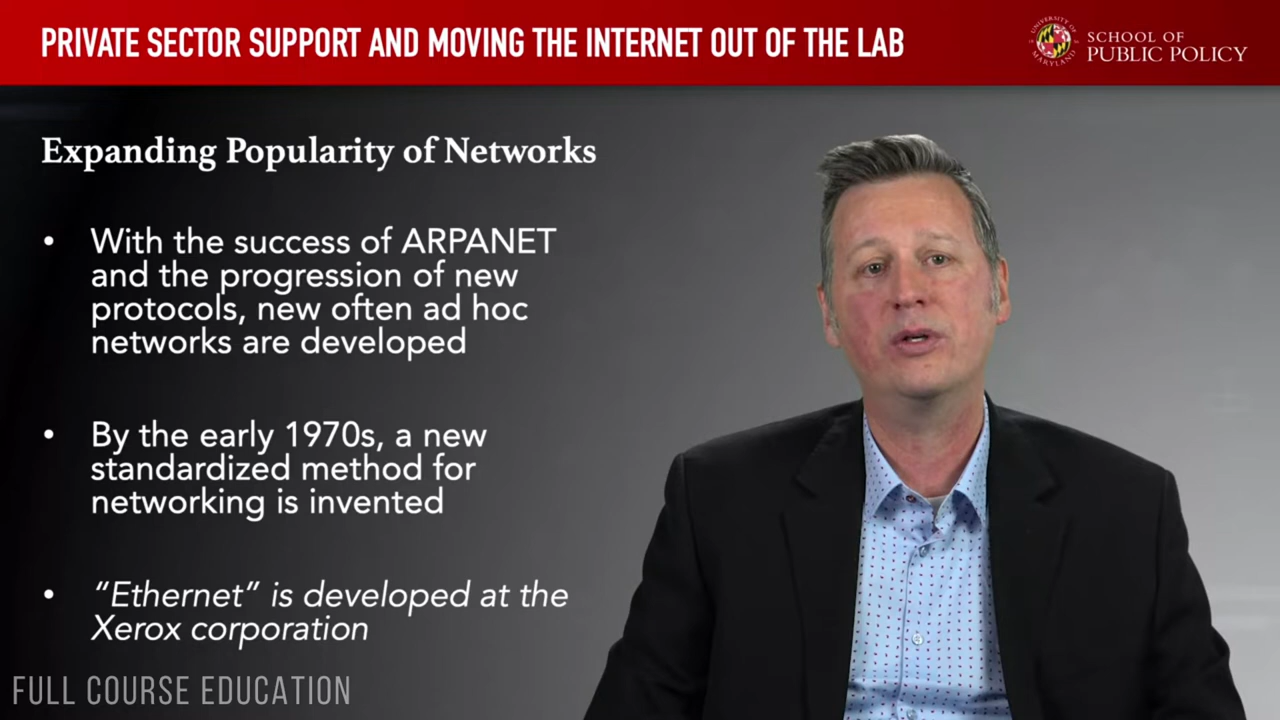 PRIVATE SECTOR SUPPORT AND MOVING THE INTERNET OUT OF THE LAB
UNIVERSITY OF
MARYLAND
SCHOOL OF
PUBLIC POLICY
Expanding Popularity of Networks
• With the success of ARPANET
and the progression of new
protocols, new often ad hoc
networks are developed
• By the early 1970s, a new
standardized method for
networking is invented
• “Ethernet” is developed at the
Xerox corporation
FULL COURSE EDUCATION